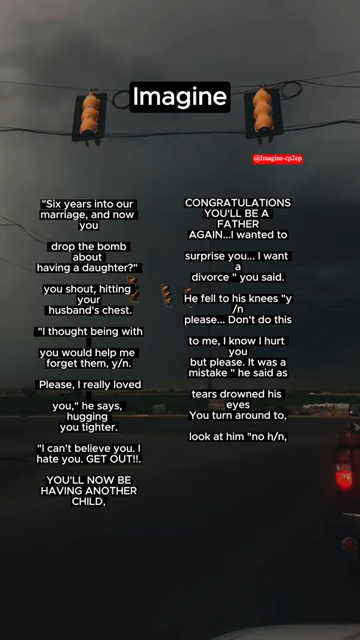 Imagine
@Imagine-cp2ep
"Six years into our
marriage, and now
you
drop the bomb
about
having a daughter?"
you shout, hitting
your
husband's chest.
"I thought being with
you would help me
forget them, y/n.
Please, I really loved
you," he says,
hugging
you tighter.
"I can't believe you. I
hate you. GET OUT!!.
YOU'LL NOW BE
HAVING ANOTHER
CHILD,
CONGRATULATIONS
YOU'LL BE A
FATHER
AGAIN...I wanted to
surprise you... I want
a
divorce " you said.
He fell to his knees "y
/n
please... Don't do this
to me, I know I hurt
you
but please. It was a
mistake " he said as
tears drowned his
eyes
You turn around to,
look at him "no h/n,